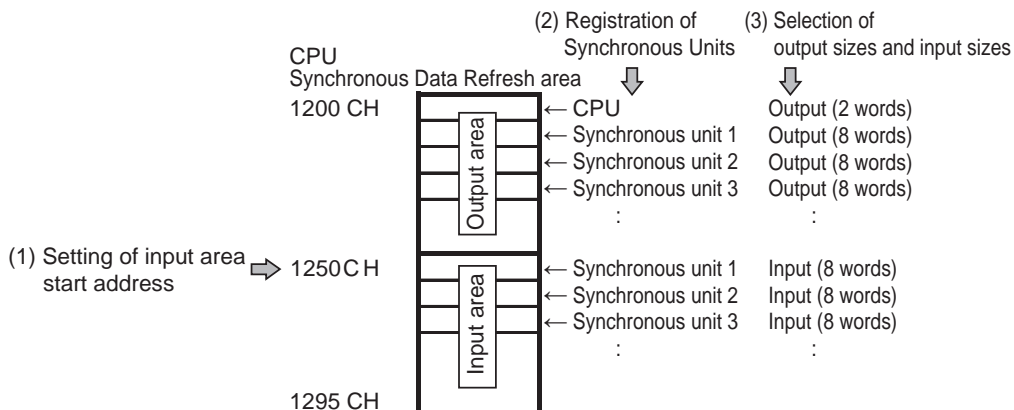 (2) Registration of
Synchronous Units
(3) Selection of
output sizes and input sizes
CPU
Synchronous Data Refresh area
1200 CH
← CPU
Output (2 words)
← Synchronous unit 1
Output (8 words)
← Synchronous unit 2
Output (8 words)
← Synchronous unit 3
Output (8 words)
:
:
Output area
(1) Setting of input area
start address
1250CH
← Synchronous unit 1
Input (8 words)
← Synchronous unit 2
Input (8 words)
← Synchronous unit 3
Input (8 words)
:
:
Input area
1295 CH